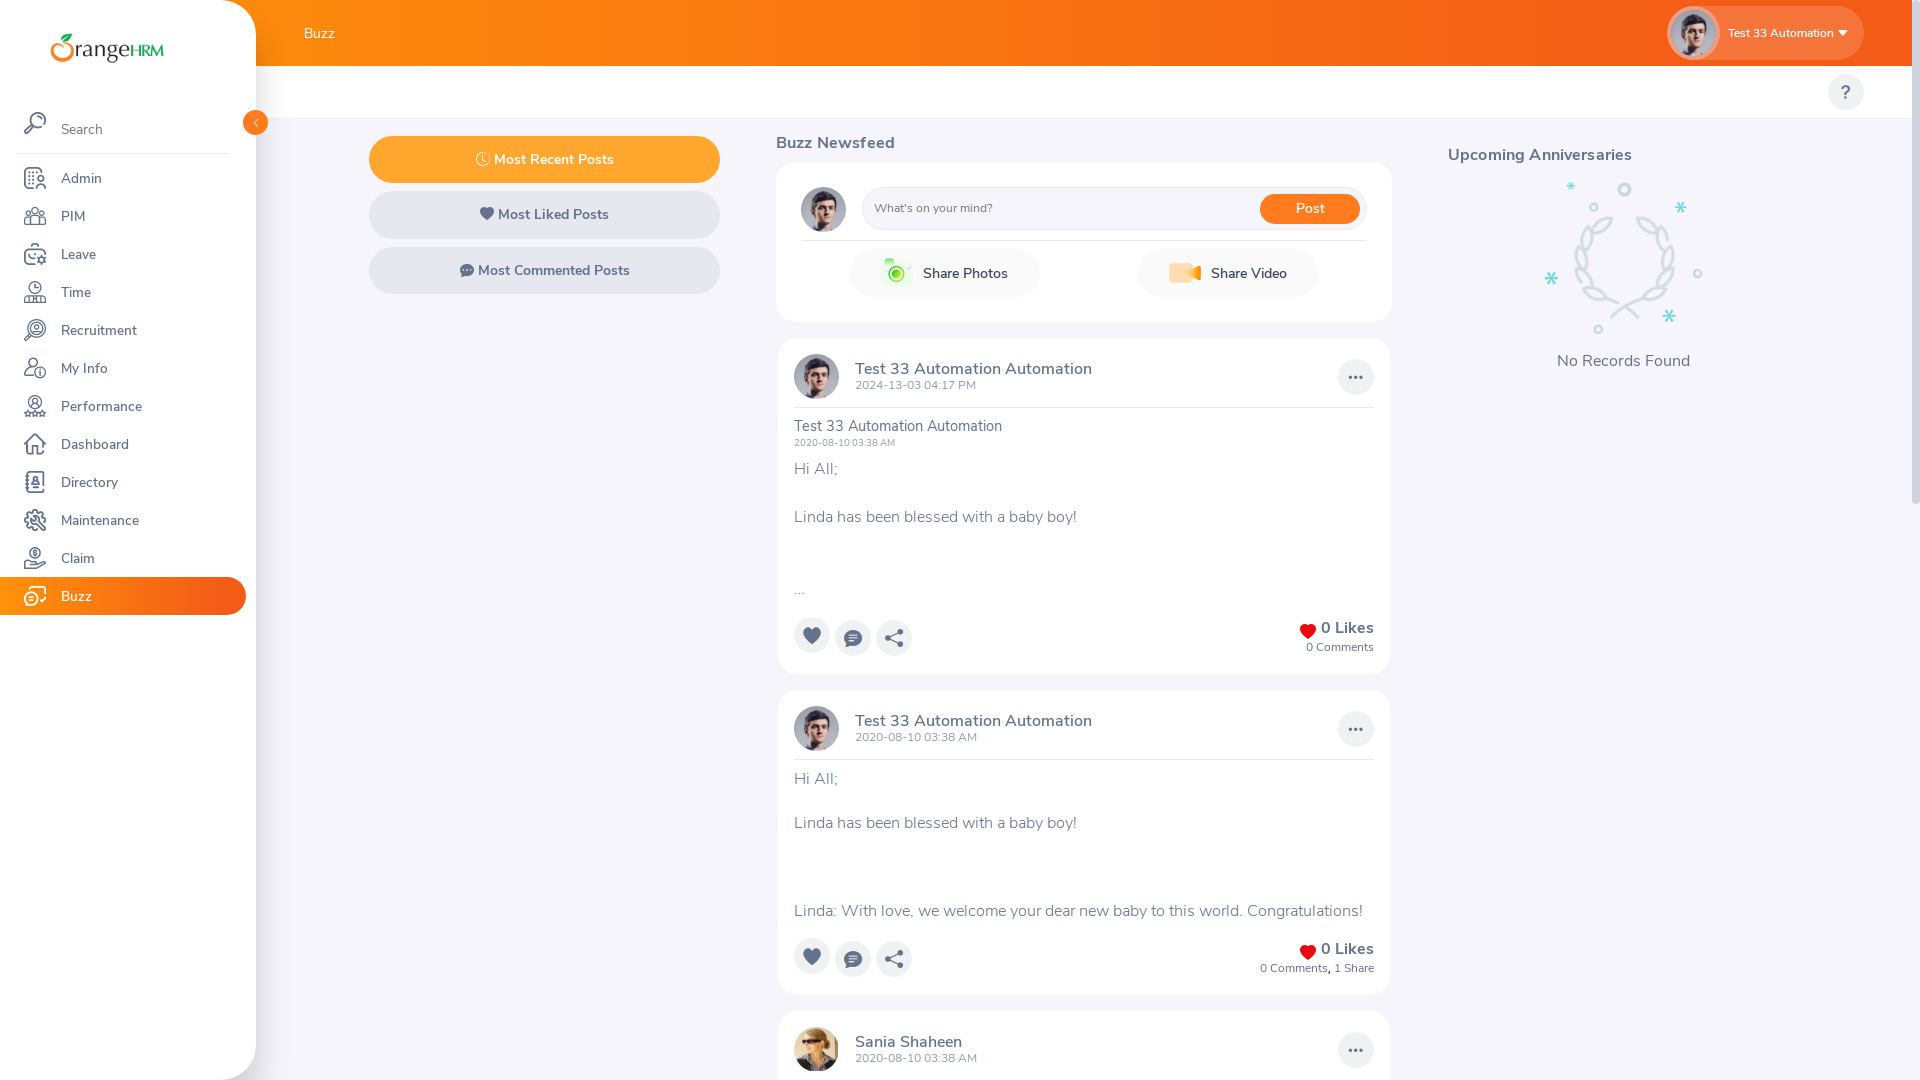 OrangeHRM
Search
Admin
PIM
Leave
Time
Recruitment
My Info
Performance
Dashboard
Directory
Maintenance
Claim
Buzz
Buzz
Test 33 Automation
?
Most Recent Posts
Most Liked Posts
Most Commented Posts
Buzz Newsfeed
What's on your mind?
Post
Share Photos
Share Video
Test 33 Automation Automation
2024-13-03 04:17 PM
Test 33 Automation Automation
2020-08-10 03:38 AM
Hi All;
Linda has been blessed with a baby boy!
...
0 Likes
0 Comments
Test 33 Automation Automation
2020-08-10 03:38 AM
Hi All;
Linda has been blessed with a baby boy!
Linda: With love, we welcome your dear new baby to this world. Congratulations!
0 Likes
0 Comments, 1 Share
Sania Shaheen
2020-08-10 03:38 AM
Upcoming Anniversaries
No Records Found